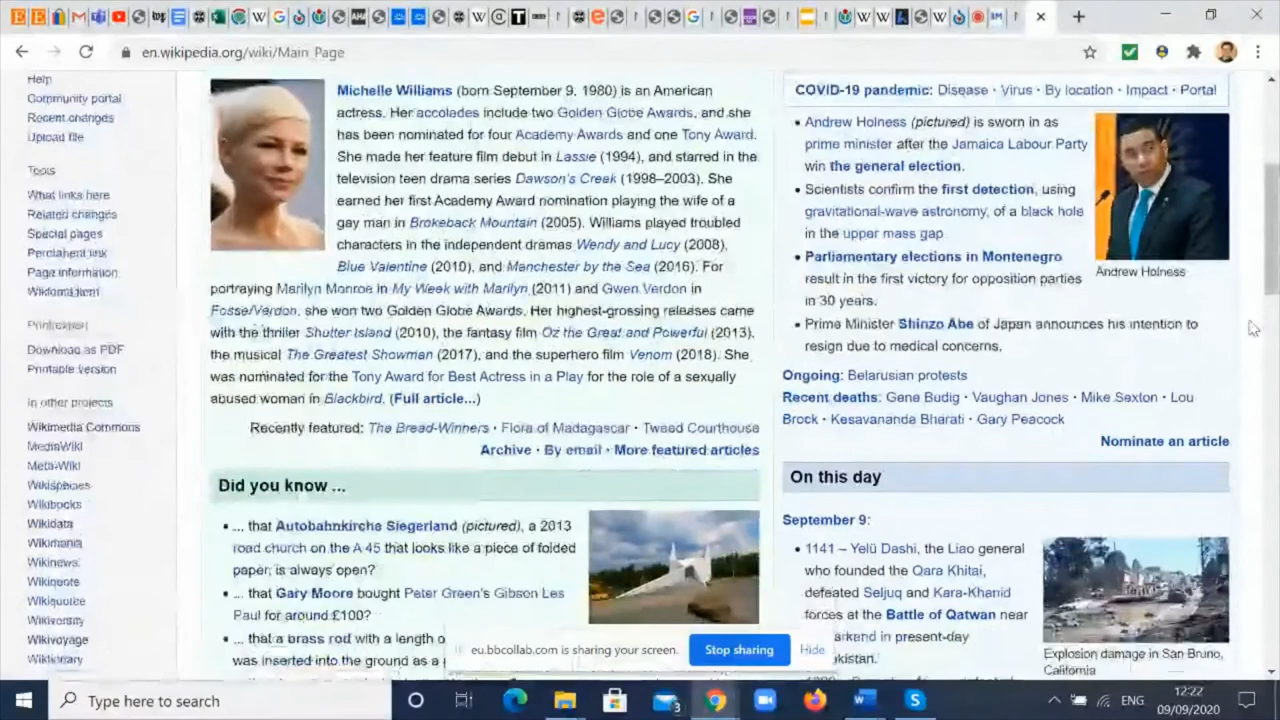 en.wikipedia.org/wiki/Main_Page
Help
Community portal
Recent changes
Upload file
Tools
What links here
Related changes
Special pages
Permanent link
Page information
Wikidata item
Print/export
Download as PDF
Printable version
In other projects
Wikimedia Commons
MediaWiki
Meta-Wiki
Wikispecies
Wikibooks
Wikidata
Wikimania
Wikinews
Wikiquote
Wikisource
Wikiversity
Wikivoyage
Wiktionary
Michelle Williams (born September 9, 1980) is an American
actress. Her accolades include two Golden Globe Awards, and she
has been nominated for four Academy Awards and one Tony Award.
She made her feature film debut in Lassie (1994), and starred in the
television teen drama series Dawson's Creek (1998–2003). She
earned her first Academy Award nomination playing the wife of a
gay man in Brokeback Mountain (2005). Williams played troubled
characters in the independent dramas Wendy and Lucy (2008),
Blue Valentine (2010), and Manchester by the Sea (2016). For
portraying Marilyn Monroe in My Week with Marilyn (2011) and Gwen Verdon in
Fosse/Verdon, she won two Golden Globe Awards. Her highest-grossing releases came
with the thriller Shutter Island (2010), the fantasy film Oz the Great and Powerful (2013),
the musical The Greatest Showman (2017), and the superhero film Venom (2018). She
was nominated for the Tony Award for Best Actress in a Play for the role of a sexually
abused woman in Blackbird. (Full article...)
Recently featured: The Bread-Winners · Flora of Madagascar · Tweed Courthouse
Archive · By email · More featured articles
Did you know ...
• ... that Autobahnkirche Siegerland (pictured), a 2013
road church on the A 45 that looks like a piece of folded
paper, is always open?
• ... that Gary Moore bought Peter Green's Gibson Les
Paul for around £100?
• ... that a brass rod with a length o
was inserted into the ground as a
COVID-19 pandemic: Disease · Virus · By location · Impact · Portal
• Andrew Holness (pictured) is sworn in as
prime minister after the Jamaica Labour Party
win the general election.
• Scientists confirm the first detection, using
gravitational-wave astronomy, of a black hole
in the upper mass gap
• Parliamentary elections in Montenegro
result in the first victory for opposition parties
in 30 years.
• Prime Minister Shinzo Abe of Japan announces his intention to
resign due to medical concerns.
Andrew Holness
Ongoing: Belarusian protests
Recent deaths: Gene Budig · Vaughan Jones · Mike Sexton · Lou
Brock · Kesavananda Bharati · Gary Peacock
Nominate an article
On this day
September 9:
• 1141 – Yelü Dashi, the Liao general
who founded the Qara Khitai,
defeated Seljuq and Kara-Khanid
forces at the Battle of Qatwan near
arkand in present-day
kistan.
Explosion damage in San Bruno,
California
eu.bbcollab.com is sharing your screen.
Stop sharing
Hide
Type here to search
3
ENG
12:22
09/09/2020